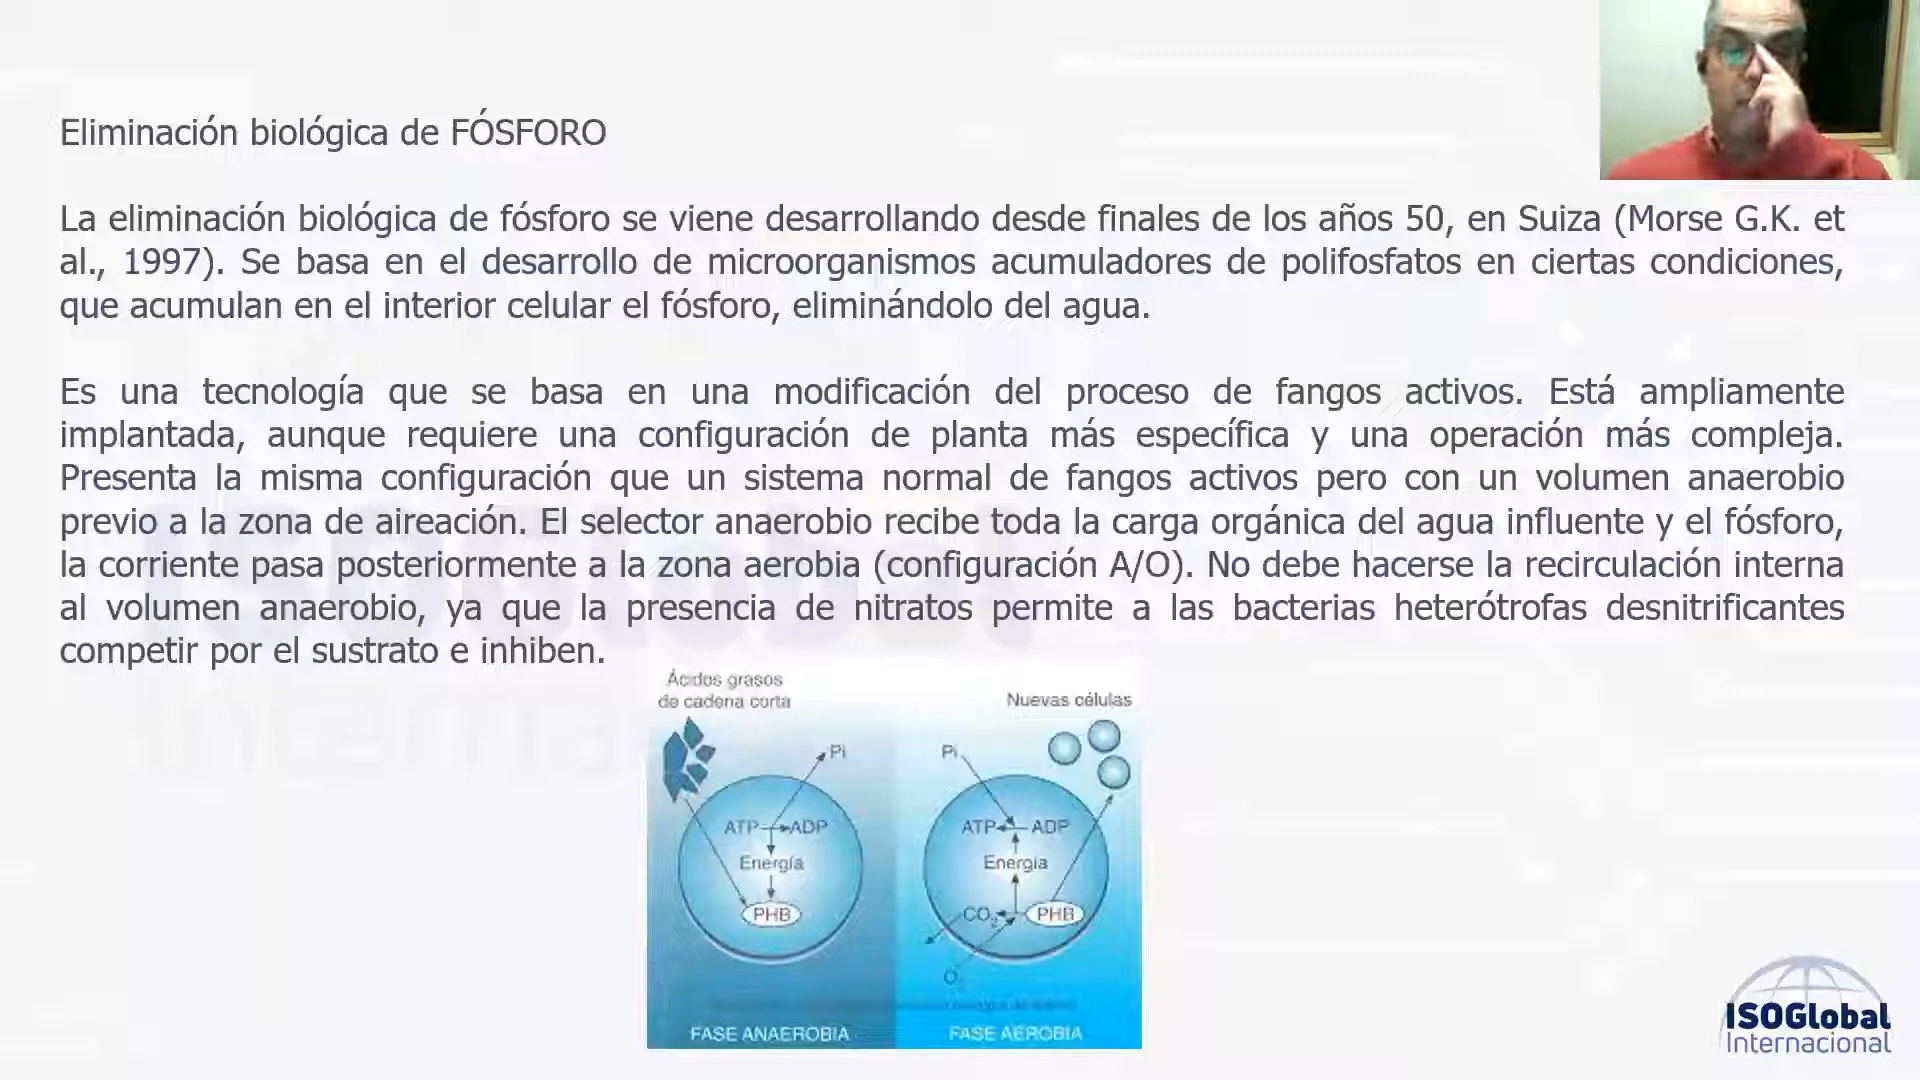 Eliminación biológica de FÓSFORO
La eliminación biológica de fósforo se viene desarrollando desde finales de los años 50, en Suiza (Morse G.K. et
al., 1997). Se basa en el desarrollo de microorganismos acumuladores de polifosfatos en ciertas condiciones,
que acumulan en el interior celular el fósforo, eliminándolo del agua.
Es una tecnología que se basa en una modificación del proceso de fangos activos. Está ampliamente
implantada, aunque requiere una configuración de planta más específica y una operación más compleja.
Presenta la misma configuración que un sistema normal de fangos activos pero con un volumen anaerobio
previo a la zona de aireación. El selector anaerobio recibe toda la carga orgánica del agua influente y el fósforo,
la corriente pasa posteriormente a la zona aerobia (configuración A/O). No debe hacerse la recirculación interna
al volumen anaerobio, ya que la presencia de nitratos permite a las bacterias heterótrofas desnitrificantes
competir por el sustrato e inhiben.
Ácidos grasos
de cadena corta
Pi
ATP ADP
Energía
PHB
FASE ANAEROBIA
Nuevas células
Pi
ATP ADP
Energía
CO2 PHB
O2
FASE AEROBIA
ISOGlobal
Internacional